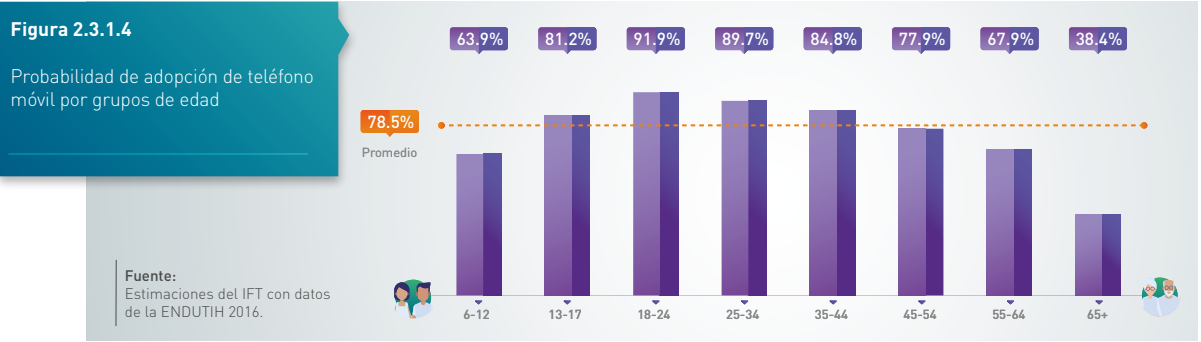 Figura 2.3.1.4
Probabilidad de adopción de teléfono
móvil por grupos de edad
63.9%
81.2%
91.9%
89.7%
84.8%
77.9%
67.9%
38.4%
78.5%
Promedio
Fuente:
Estimaciones del IFT con datos
de la ENDUTIH 2016.
6-12
13-17
18-24
25-34
35-44
45-54
55-64
65+